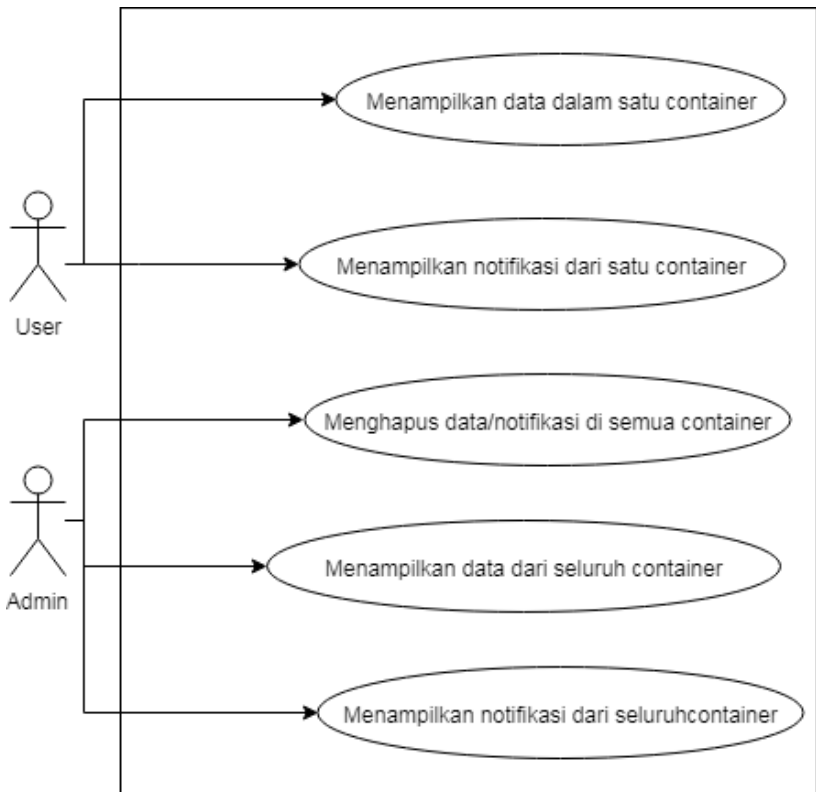 Menampilkan data dalam satu container
Menampilkan notifikasi dari satu container
User
Menghapus data/notifikasi di semua container
Menampilkan data dari seluruh container
Admin
Menampilkan notifikasi dari seluruhcontainer